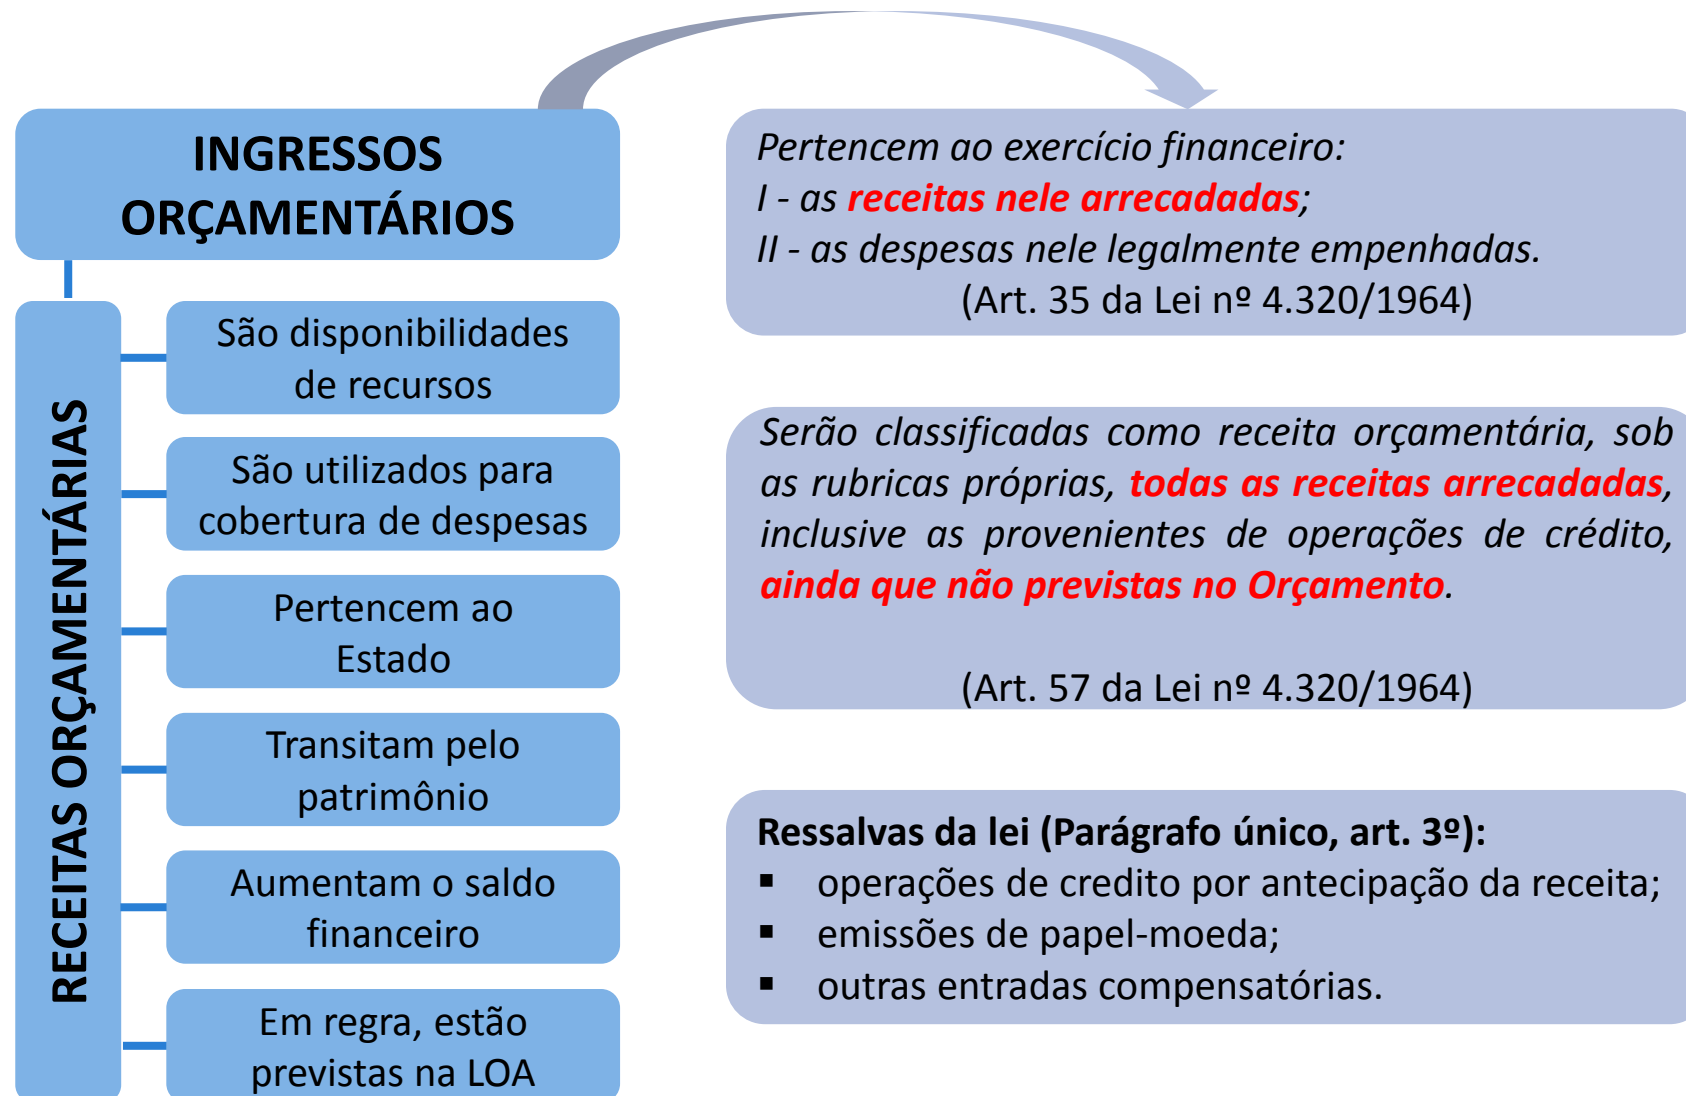 INGRESSOS
ORÇAMENTÁRIOS
RECEITAS ORÇAMENTÁRIAS
São disponibilidades
de recursos
São utilizados para
cobertura de despesas
Pertencem ao
Estado
Transitam pelo
patrimônio
Aumentam o saldo
financeiro
Em regra, estão
previstas na LOA
Pertencem ao exercício financeiro:
I - as receitas nele arrecadadas;
II - as despesas nele legalmente empenhadas.
(Art. 35 da Lei nº 4.320/1964)
Serão classificadas como receita orçamentária, sob
as rubricas próprias, todas as receitas arrecadadas,
inclusive as provenientes de operações de crédito,
ainda que não previstas no Orçamento.
(Art. 57 da Lei nº 4.320/1964)
Ressalvas da lei (Parágrafo único, art. 3º):
▪ operações de credito por antecipação da receita;
▪ emissões de papel-moeda;
▪ outras entradas compensatórias.